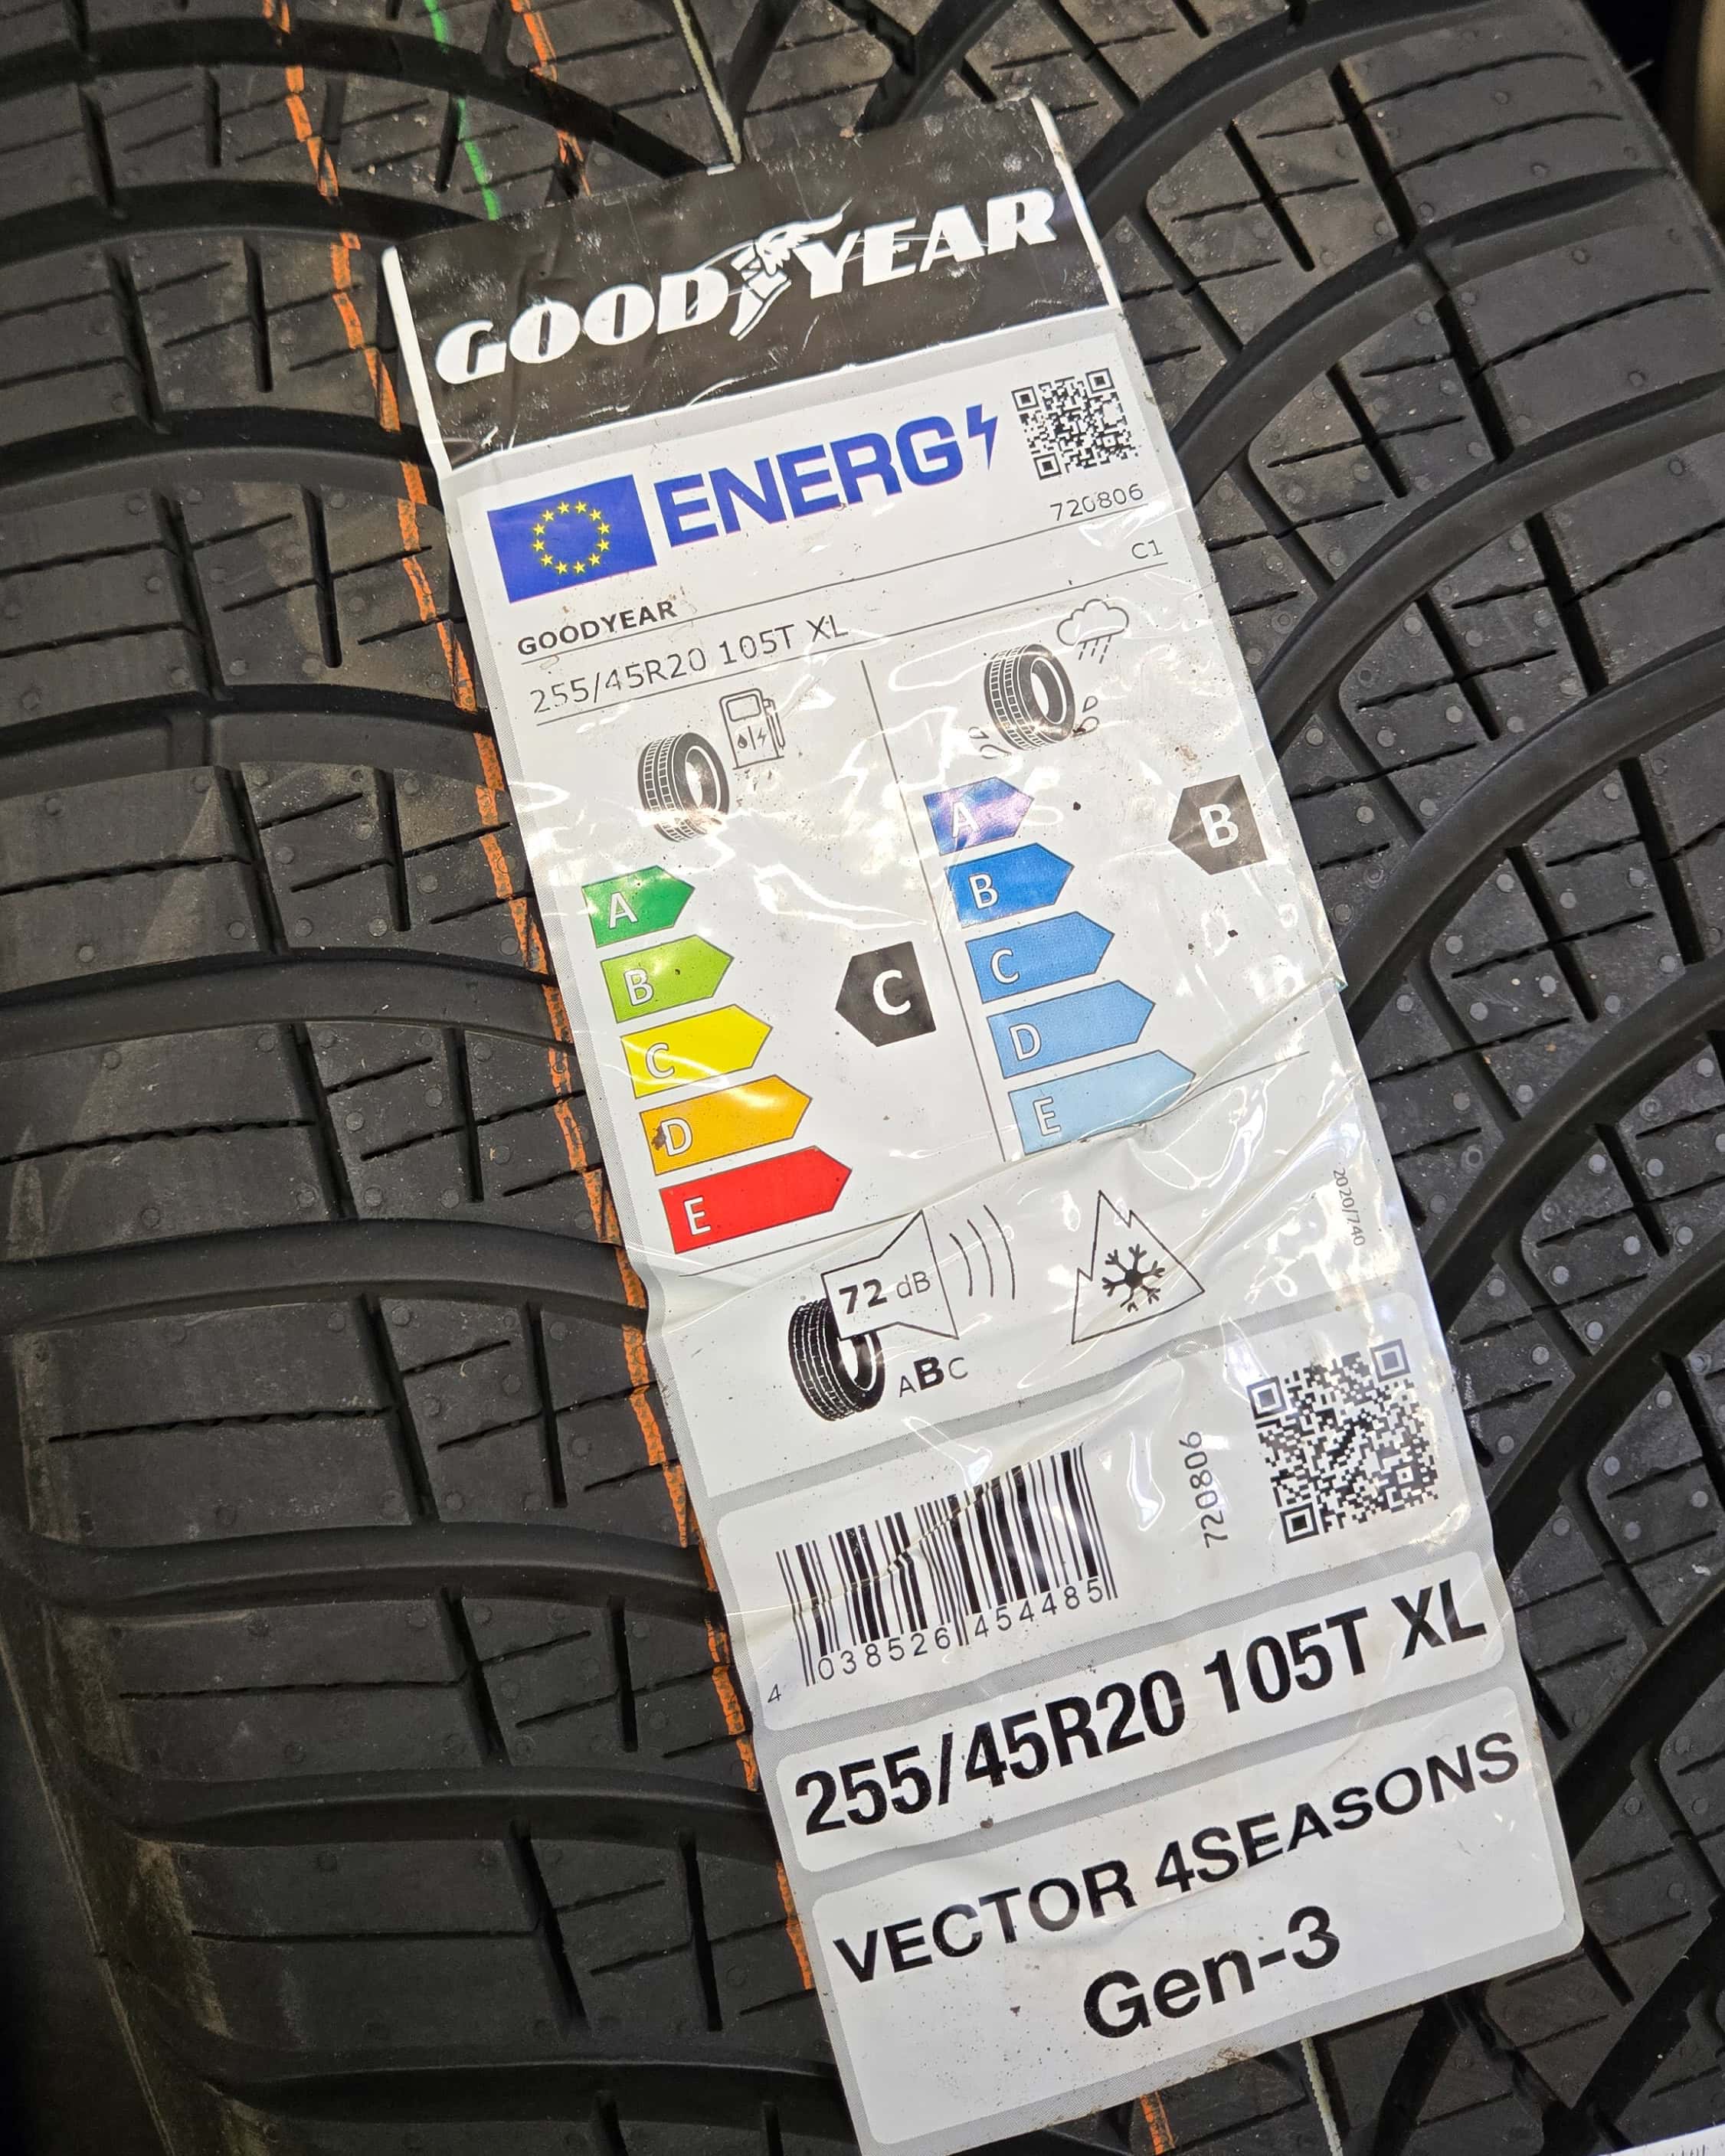 GOODYEAR
ENERG
720806
GOODYEAR
C1
255/45R20 105T XL
A
B
C
D
E
C
A
B
C
D
E
B
72 dB
ABC
2020/740
4 038526 454485
720806
255/45R20 105T XL
VECTOR 4SEASONS
Gen-3